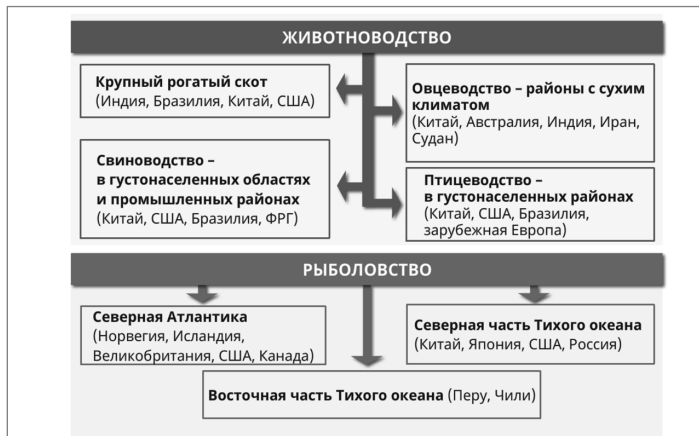 ЖИВОТНОВОДСТВО
Крупный рогатый скот
(Индия, Бразилия, Китай, США)
Овцеводство – районы с сухим
климатом
(Китай, Австралия, Индия, Иран,
Судан)
Свиноводство –
в густонаселенных областях
и промышленных районах
(Китай, США, Бразилия, ФРГ)
Птицеводство –
в густонаселенных районах
(Китай, США, Бразилия,
зарубежная Европа)
РЫБОЛОВСТВО
Северная Атлантика
(Норвегия, Исландия,
Великобритания, США, Канада)
Северная часть Тихого океана
(Китай, Япония, США, Россия)
Восточная часть Тихого океана (Перу, Чили)